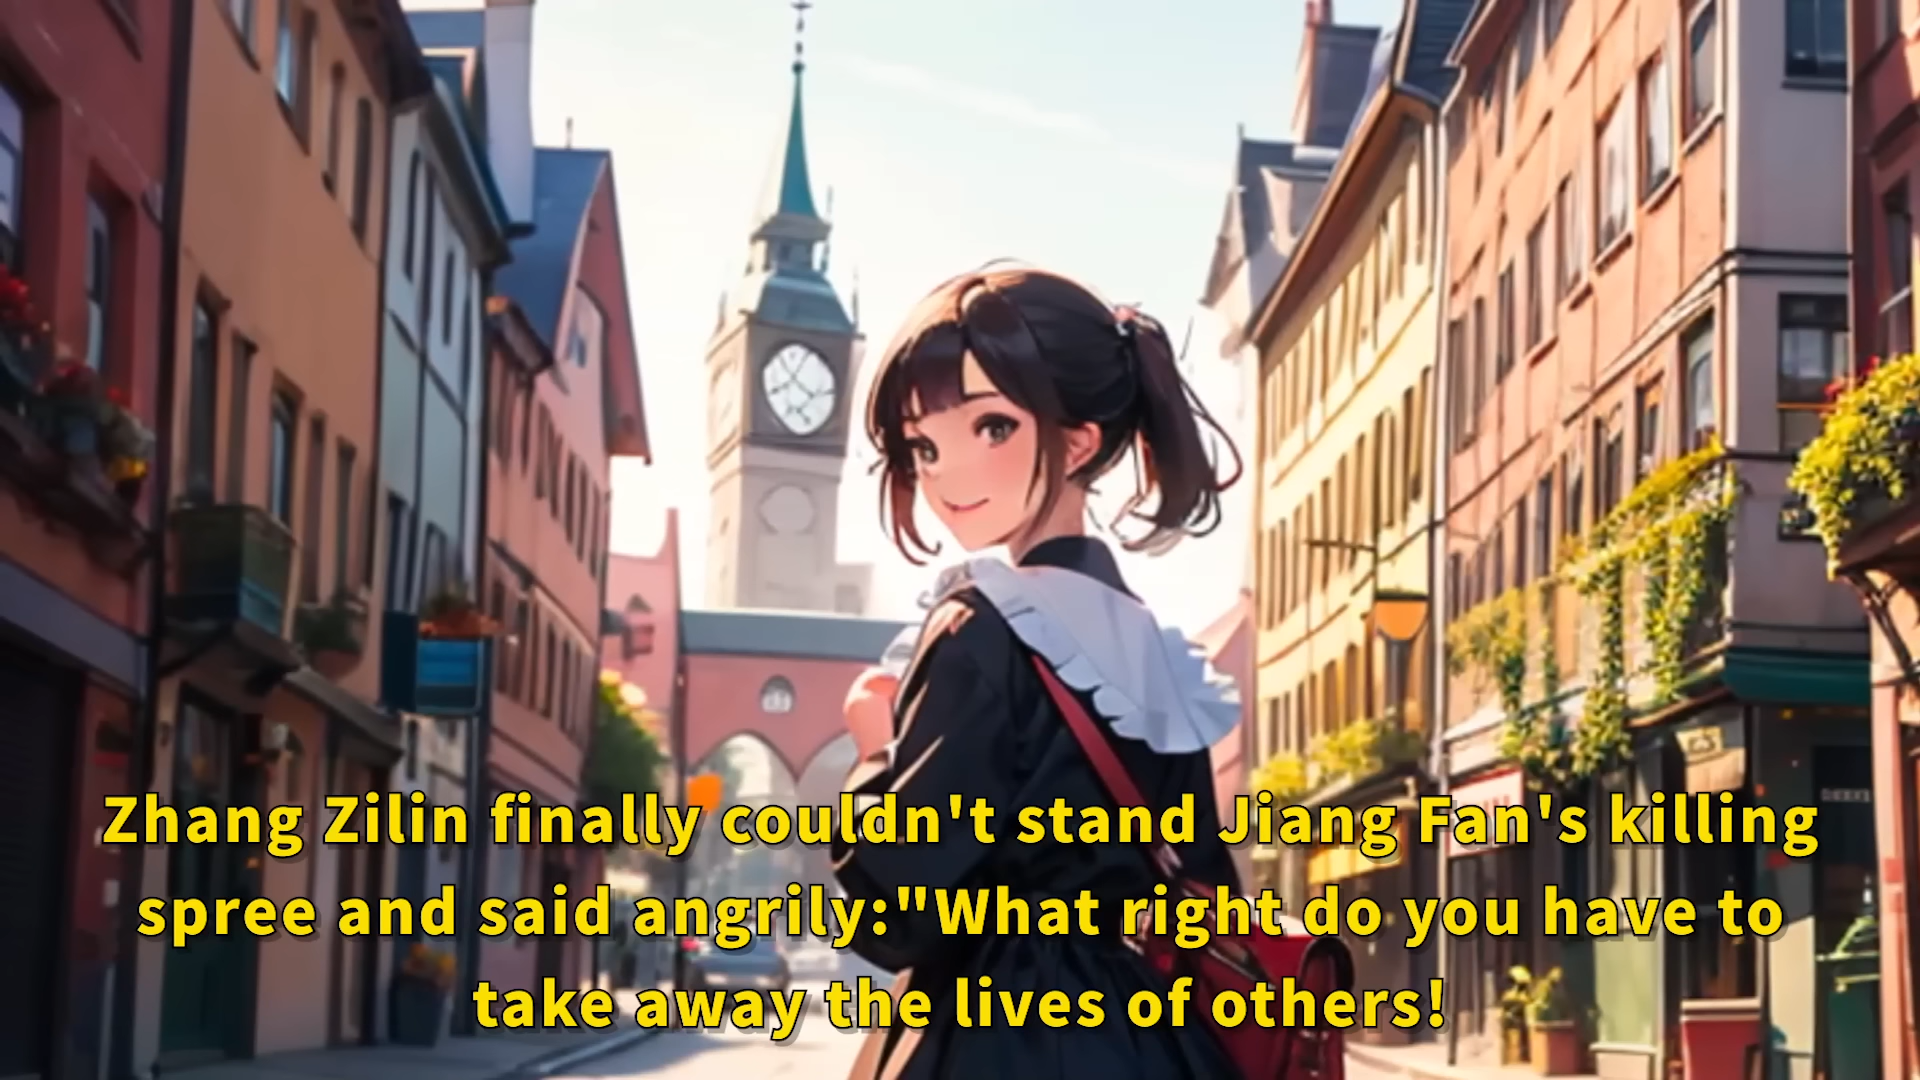 Zhang Zilin finally couldn't stand Jiang Fan's killing
spree and said angrily:"What right do you have to
take away the lives of others!